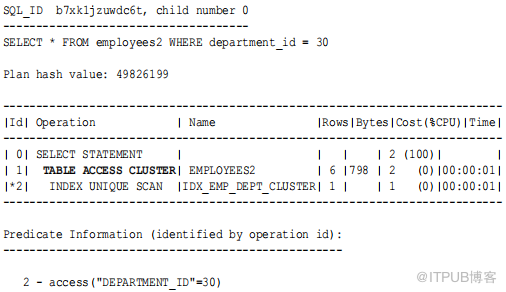 SQL_ID b7xk1jzuwdc6t, child number 0
--------------------------------------
SELECT * FROM employees2 WHERE department_id = 30
Plan hash value: 49826199
-----------------------------------------------------------------------------
|Id| Operation | Name |Rows|Bytes|Cost(%CPU)|Time|
-----------------------------------------------------------------------------
| 0| SELECT STATEMENT | | | | 2 (100)| |
| 1| TABLE ACCESS CLUSTER| EMPLOYEES2 | 6 |798 | 2 (0)|00:00:01|
|*2| INDEX UNIQUE SCAN |IDX_EMP_DEPT_CLUSTER| 1 | | 1 (0)|00:00:01|
-----------------------------------------------------------------------------
Predicate Information (identified by operation id):
---------------------------------------------------
2 - access("DEPARTMENT_ID"=30)
@ITPUB博客